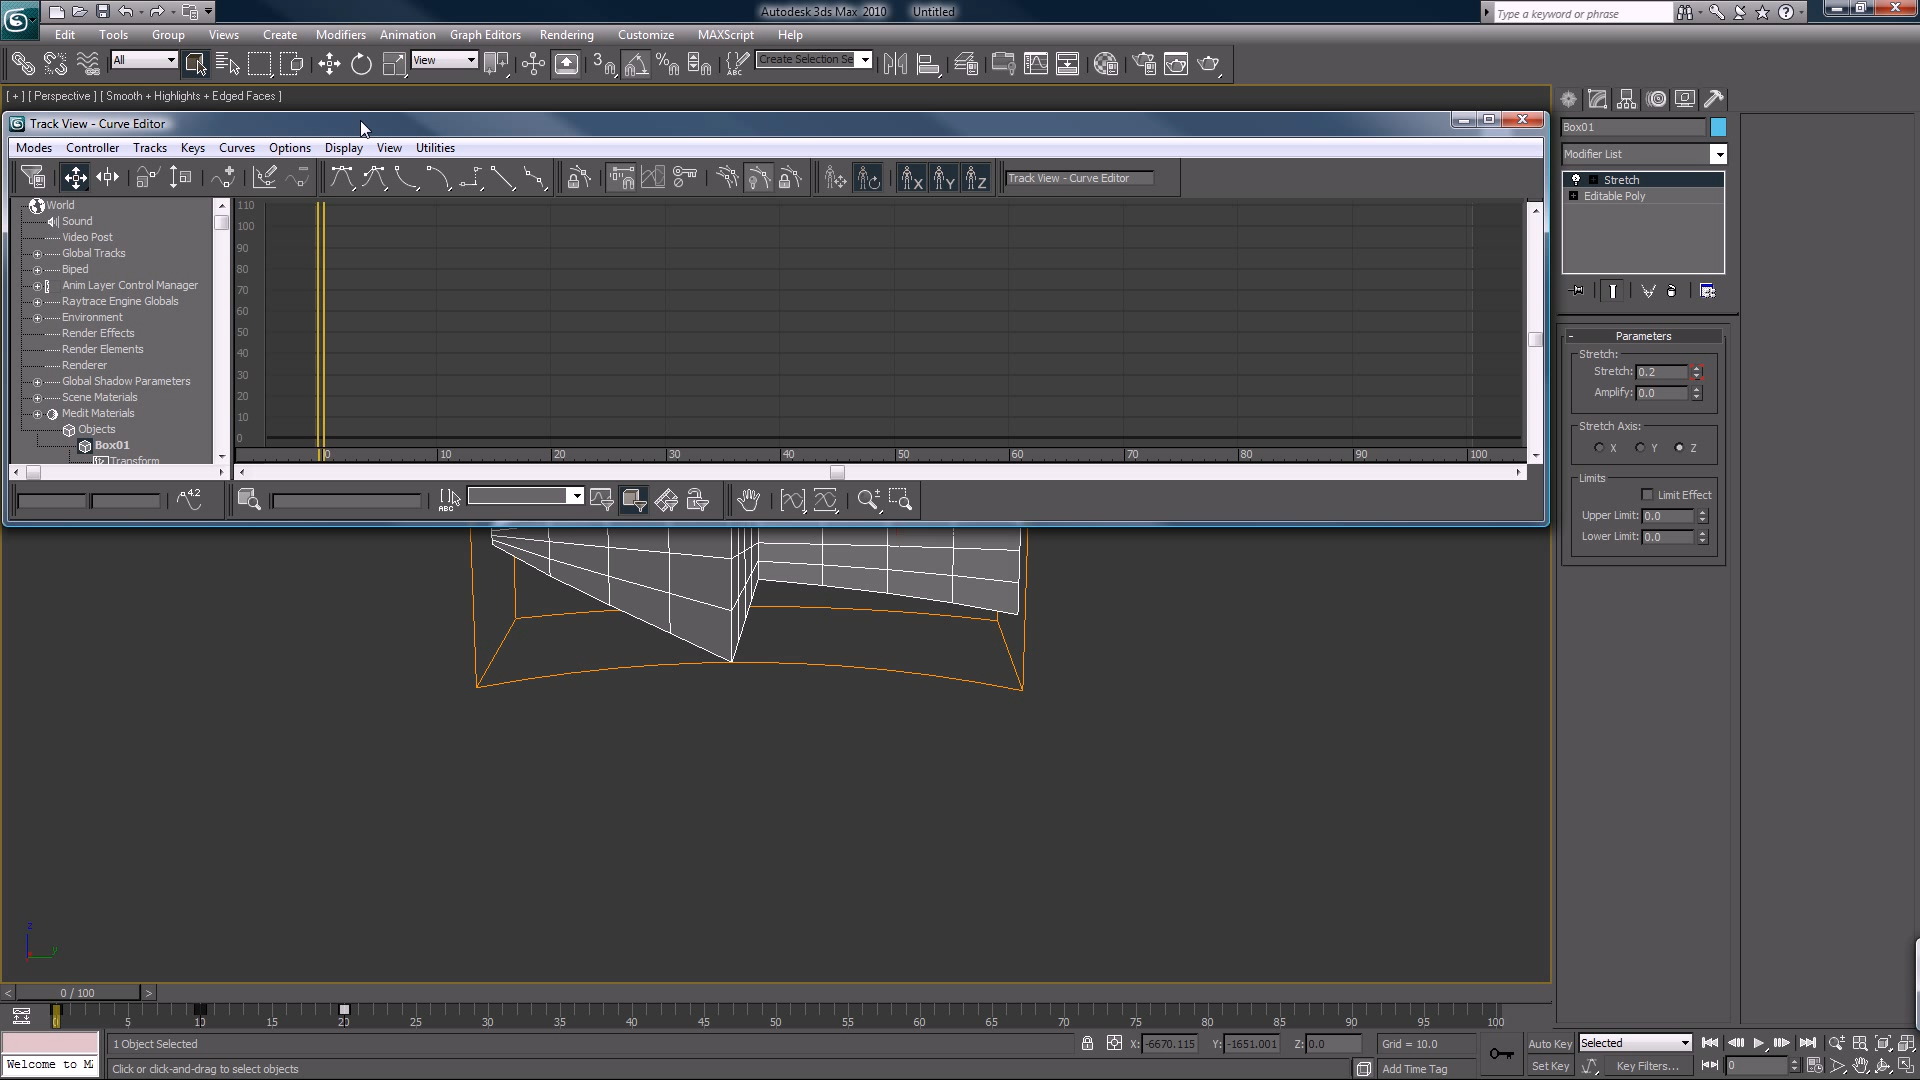 Autodesk 3ds Max 2010 Untitled
Type a keyword or phrase
Edit Tools Group Views Create Modifiers Animation Graph Editors Rendering Customize MAXScript Help
All
View
Create Selection Se
[ + ] [ Perspective ] [ Smooth + Highlights + Edged Faces ]
Track View - Curve Editor
Modes Controller Tracks Keys Curves Options Display View Utilities
X Y Z
Track View - Curve Editor
World
Sound
Video Post
Global Tracks
Biped
Anim Layer Control Manager
Raytrace Engine Globals
Environment
Render Effects
Render Elements
Renderer
Global Shadow Parameters
Scene Materials
Medit Materials
Objects
Box01
Transform
110
100
90
80
70
60
50
40
30
20
10
0
0 10 20 30 40 50 60 70 80 90 100
4.2
ABC
Box01
Modifier List
Stretch
Editable Poly
Parameters
Stretch:
Stretch: 0.2
Amplify: 0.0
Stretch Axis:
X Y Z
Limits
Limit Effect
Upper Limit: 0.0
Lower Limit: 0.0
z
y
0 / 100
0 5 10 15 20 25 30 35 40 45 50 55 60 65 70 75 80 85 90 95 100
1 Object Selected
X: -6670.115 Y: -1651.001 Z: 0.0 Grid = 10.0
Auto Key Selected
Welcome to M
Click or click-and-drag to select objects
Add Time Tag
Set Key Key Filters... 0